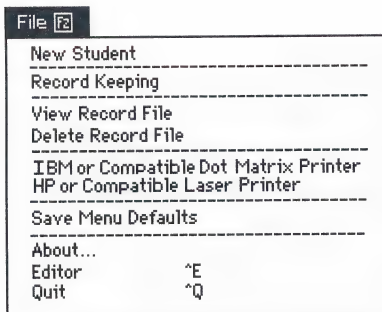 File F2
New Student
Record Keeping
View Record File
Delete Record File
IBM or Compatible Dot Matrix Printer
HP or Compatible Laser Printer
Save Menu Defaults
About...
Editor ^E
Quit ^Q